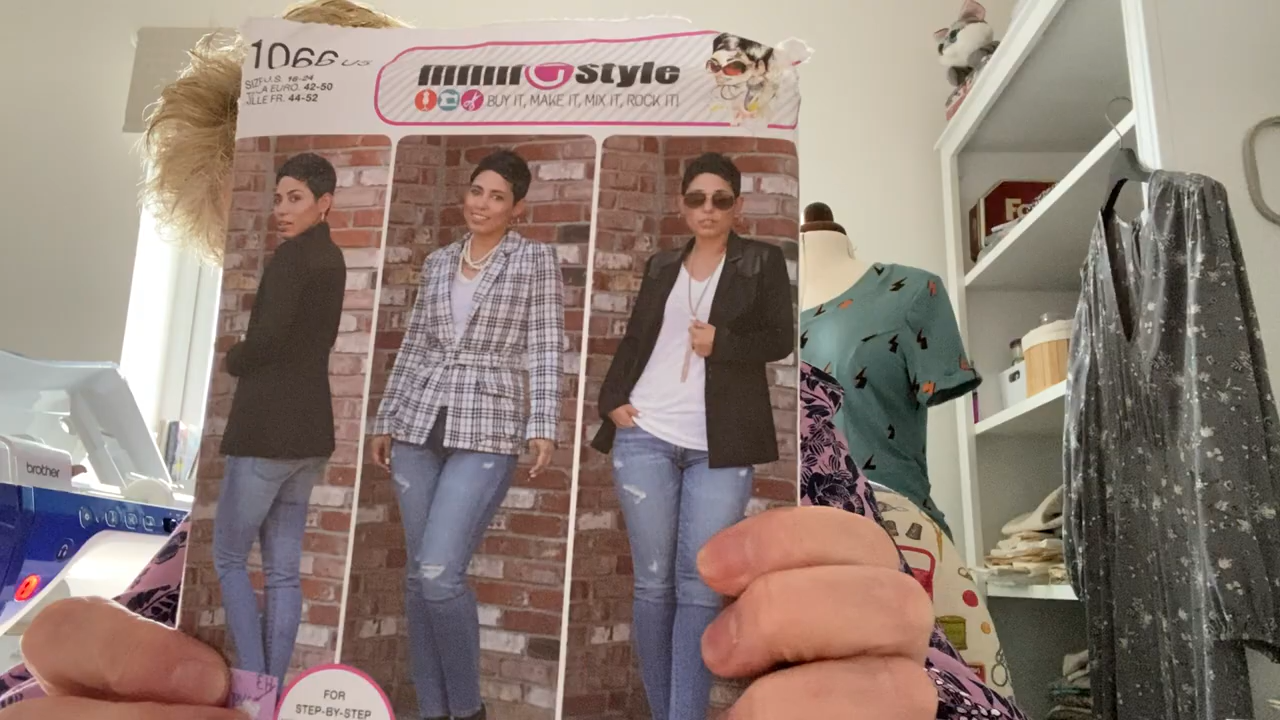 1066 US
U.S. 16-24
EURO. 42-50
FR. 44-52
mimi G style
BUY IT, MAKE IT, MIX IT, ROCK IT!
brother
FOR
STEP-BY-STEP